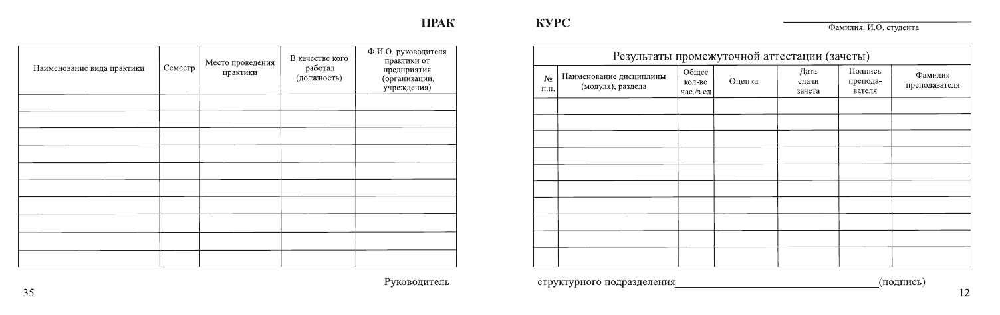 ПРАК
Наименование вида практики
Семестр
Место проведения
практики
В качестве кого
работал
(должность)
Ф.И.О. руководителя
практики от
предприятия
(организации,
учреждения)
Руководитель
35
КУРС
Фамилия. И.О. студента
Результаты промежуточной аттестации (зачеты)
№
п.п.
Наименование дисциплины
(модуля), раздела
Общее
кол-во
час./з.ед
Оценка
Дата
сдачи
зачета
Подпись
препода-
вателя
Фамилия
преподавателя
структурного подразделения (подпись)
12